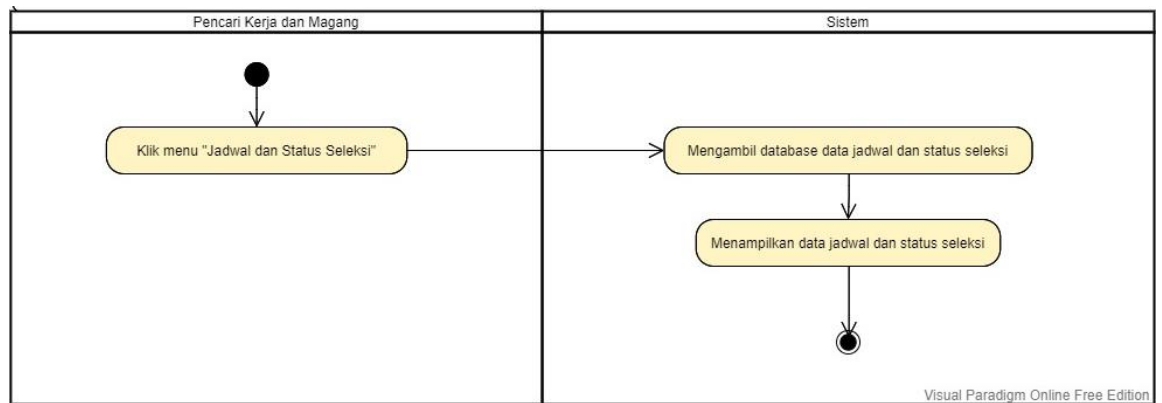 Pencari Kerja dan Magang
Sistem
Klik menu "Jadwal dan Status Seleksi"
Mengambil database data jadwal dan status seleksi
Menampilkan data jadwal dan status seleksi
Visual Paradigm Online Free Edition